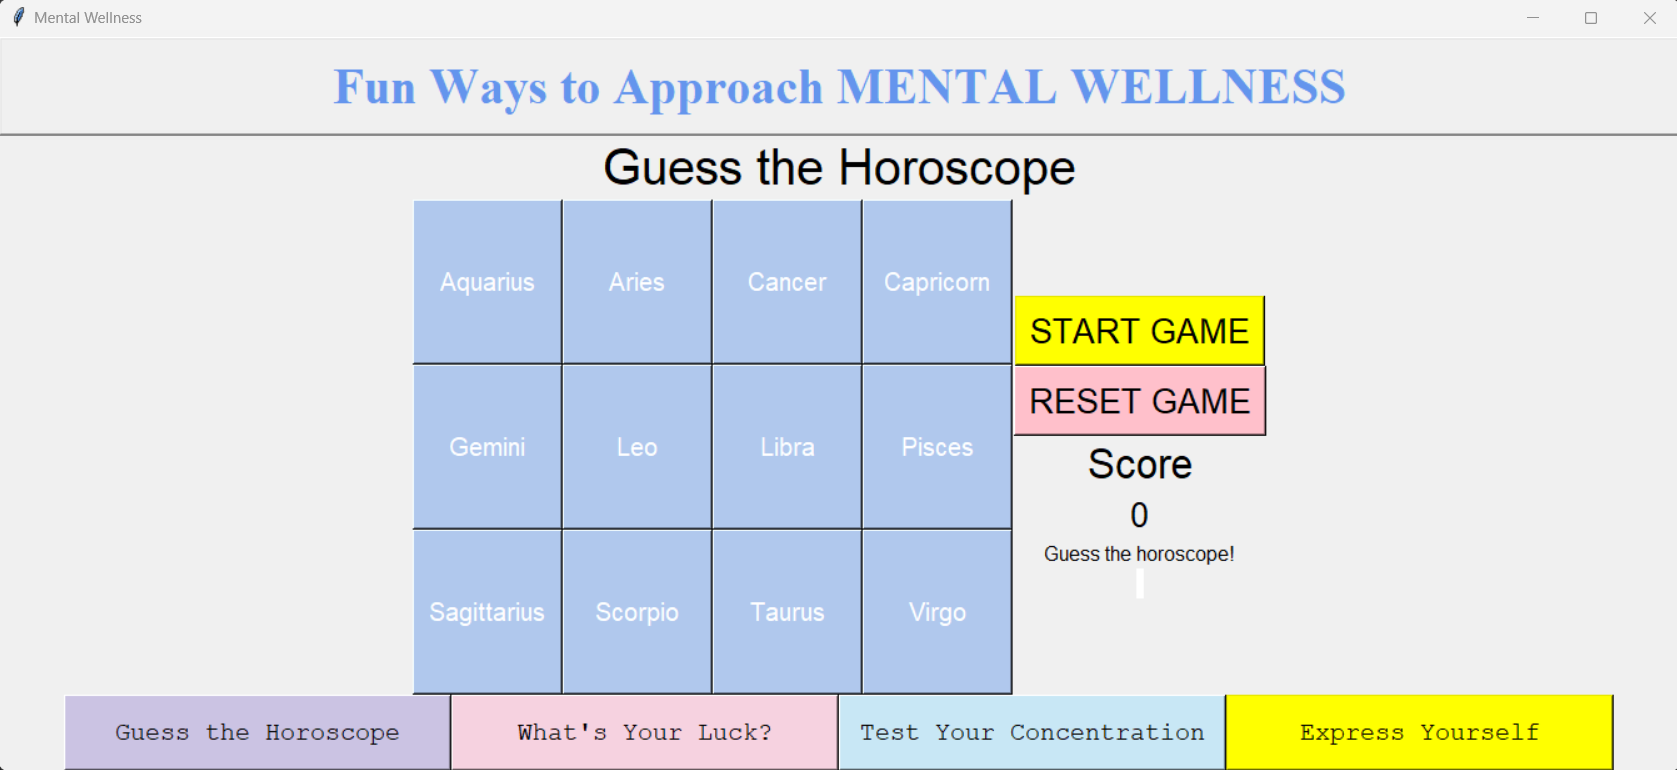 Mental Wellness
Fun Ways to Approach MENTAL WELLNESS
Guess the Horoscope
Aquarius Aries Cancer Capricorn
START GAME
RESET GAME
Gemini Leo Libra Pisces
Score
0
Guess the horoscope!
Sagittarius Scorpio Taurus Virgo
Guess the Horoscope What's Your Luck? Test Your Concentration Express Yourself